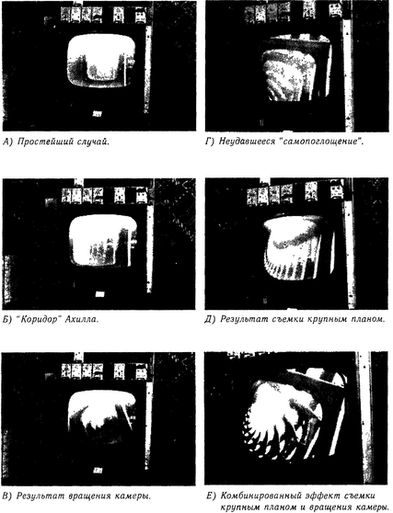 А) Простейший случай.
Г) Неудавшееся "самопоглощение".
Б) "Коридор" Ахилла.
Д) Результат съемки крупным планом.
В) Результат вращения камеры.
Е) Комбинированный эффект съемки
крупным планом и вращения камеры.